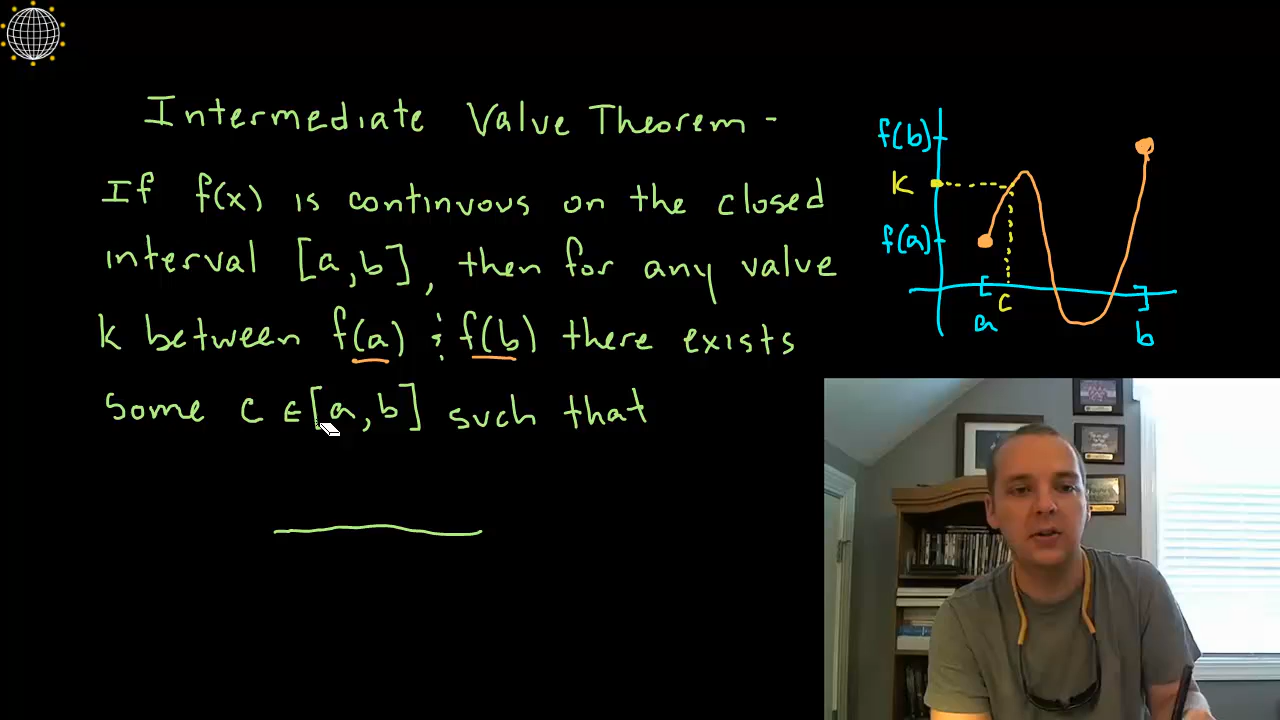 Intermediate Value Theorem -
If f(x) is continuous on the closed
interval [a,b], then for any value
K between f(a) & f(b) there exists
some c ∈ [a,b] such that
f(b)
K
f(a)
c
a
b